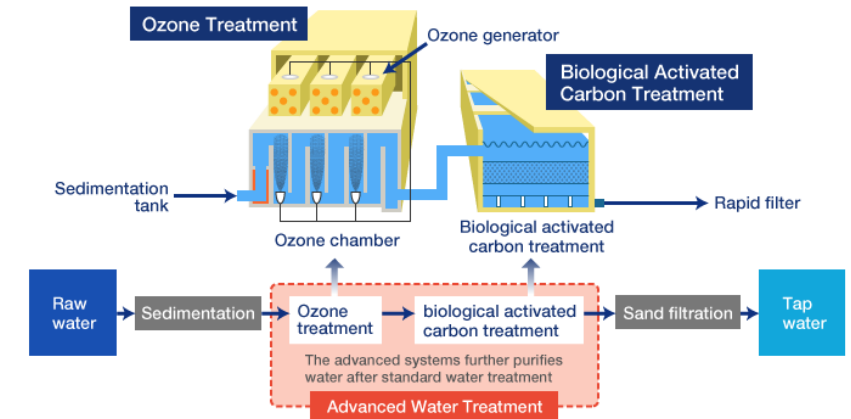 Ozone Treatment
Ozone generator
Biological Activated
Carbon Treatment
Sedimentation
tank
Rapid filter
Ozone chamber
Biological activated
carbon treatment
Raw
water
Sedimentation
Ozone
treatment
biological activated
carbon treatment
Sand filtration
Tap
water
The advanced systems further purifies
water after standard water treatment
Advanced Water Treatment